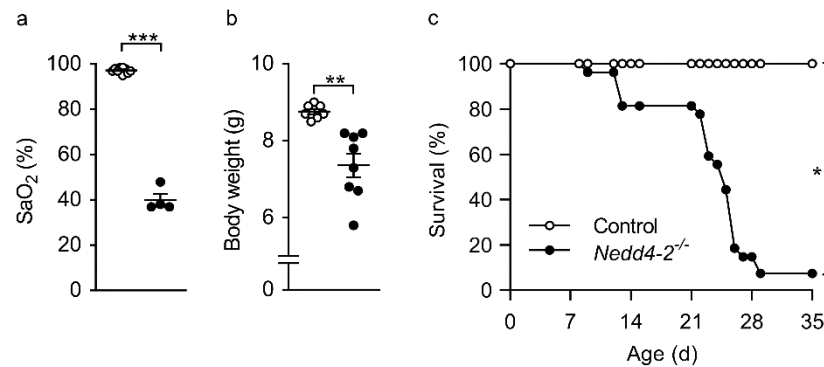 a
***
100
80
60
40
20
0
SaO2 (%)
b
**
10
8
6
0
Body weight (g)
c
100
80
60
40
20
0
Survival (%)
Control
Nedd4-2-/-
*
0 7 14 21 28 35
Age (d)